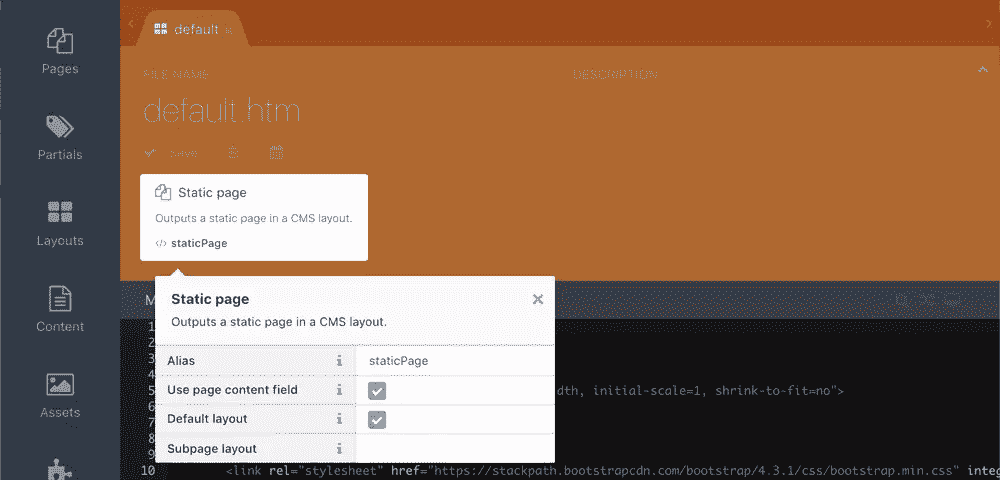 Pages
Partials
Layouts
Content
Assets
default
FILE NAME
DESCRIPTION
default.htm
Save
Static page
Outputs a static page in a CMS layout.
</> staticPage
Static page
Outputs a static page in a CMS layout.
Alias
staticPage
Use page content field
Default layout
Subpage layout
M
1
2
3
4
5
dth, initial-scale=1, shrink-to-fit=no">
6
7
8
9
10 <link rel="stylesheet" href="https://stackpath.bootstrapcdn.com/bootstrap/4.3.1/css/bootstrap.min.css" integ